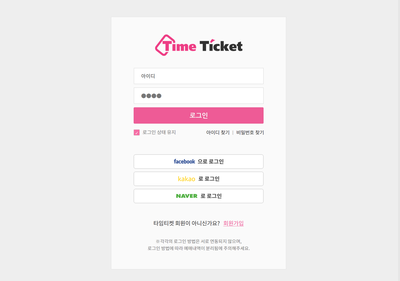 Time Ticket
아이디
●●●●
로그인
로그인 상태 유지
아이디 찾기 | 비밀번호 찾기
facebook 으로 로그인
kakao 로 로그인
NAVER 로 로그인
타임티켓 회원이 아니신가요? 회원가입
※각각의 로그인 방법은 서로 연동되지 않으며,
로그인 방법에 따라 예매내역이 분리됨에 주의해주세요.